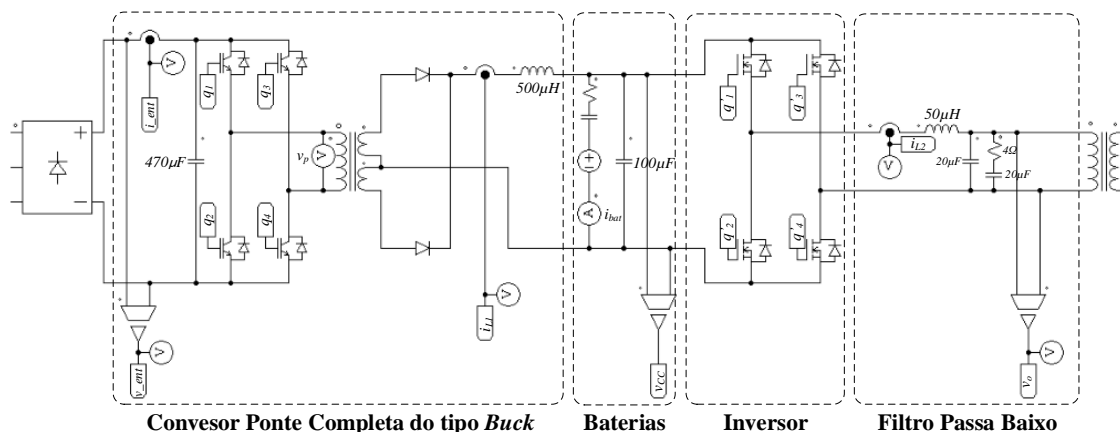 i_ent
q1
q3
470µF
vp
q2
q4
v_ent
500µH
iL1
100µF
ibat
vCC
q'1
q'3
q'2
q'4
50µH
iL2
20µF
4Ω
20µF
vo
V
V
V
V
A
V
V
Convesor Ponte Completa do tipo Buck
Baterias
Inversor
Filtro Passa Baixo